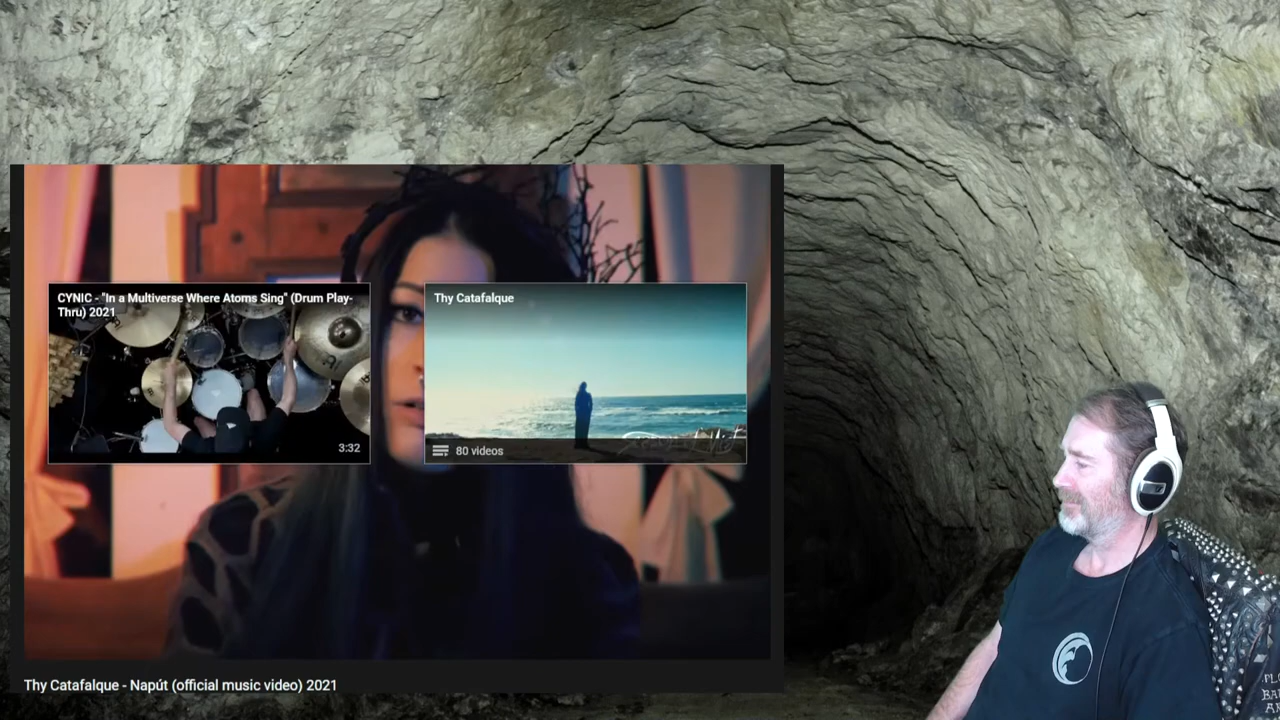 CYNIC - "In a Multiverse Where Atoms Sing" (Drum Play-
Thru) 2021
Thy Catafalque
3:32
80 videos
Thy Catafalque - Napút (official music video) 2021